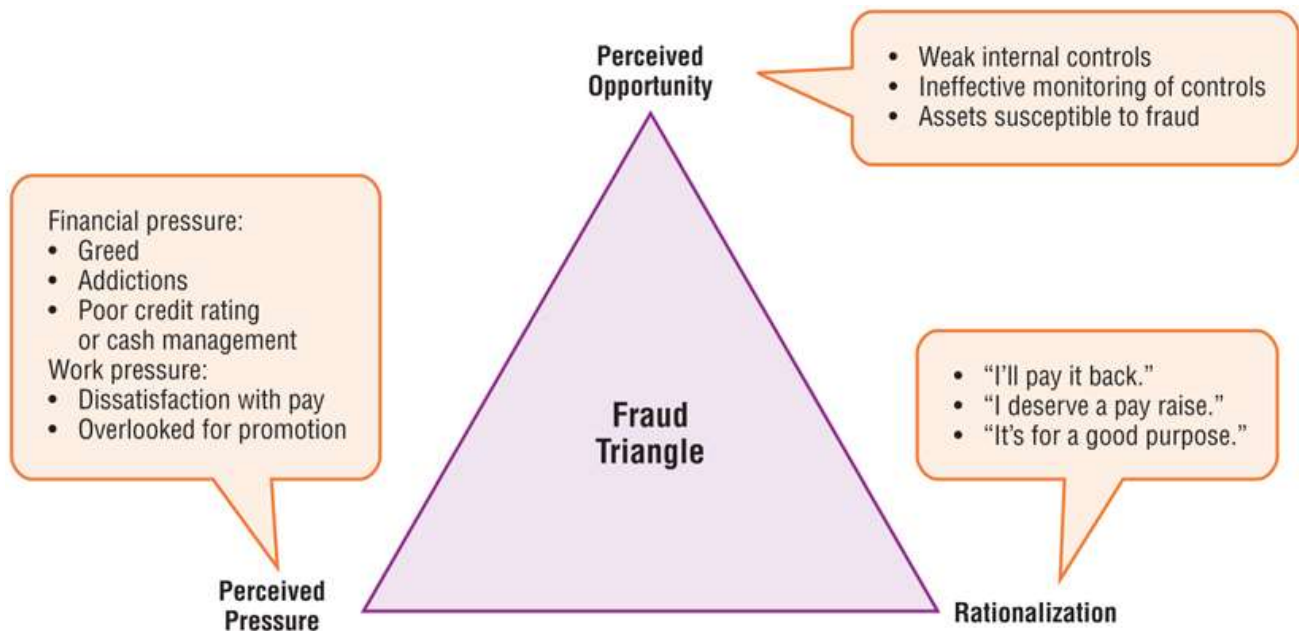 Perceived
Opportunity
• Weak internal controls
• Ineffective monitoring of controls
• Assets susceptible to fraud
Financial pressure:
• Greed
• Addictions
• Poor credit rating
or cash management
Work pressure:
• Dissatisfaction with pay
• Overlooked for promotion
Fraud
Triangle
• “I’ll pay it back.”
• “I deserve a pay raise.”
• “It’s for a good purpose.”
Perceived
Pressure
Rationalization